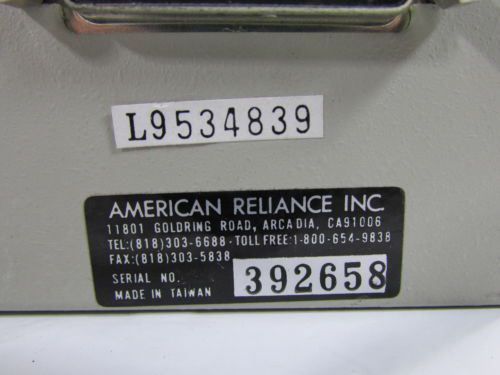 L9534839
AMERICAN RELIANCE INC.
11801 GOLDRING ROAD, ARCADIA, CA91006
TEL:(818)303-6688·TOLL FREE:1-800-654-9838
FAX:(818)303-5838
SERIAL NO. 392658
MADE IN TAIWAN